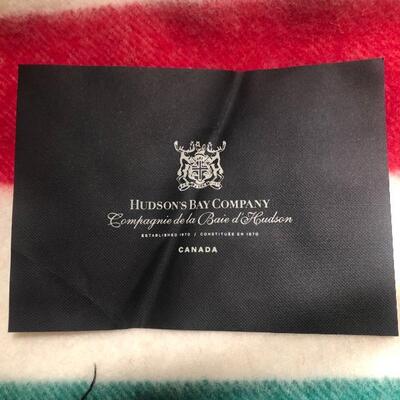 HUDSON'S BAY COMPANY
Compagnie de la Baie d'Hudson
ESTABLISHED 1670 / CONSTITUÉE EN 1670
CANADA